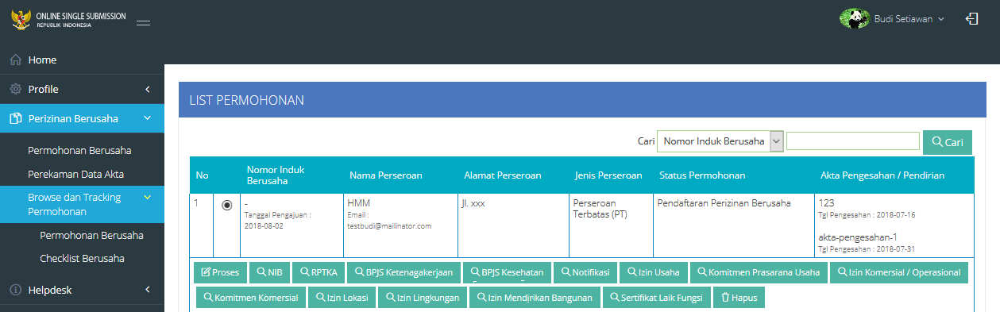 ONLINE SINGLE SUBMISSION
REPUBLIK INDONESIA
Budi Setiawan
Home
Profile
Perizinan Berusaha
Permohonan Berusaha
Perekaman Data Akta
Browse dan Tracking
Permohonan
Permohonan Berusaha
Checklist Berusaha
Helpdesk
LIST PERMOHONAN
Cari Nomor Induk Berusaha Cari
No Nomor Induk Berusaha Nama Perseroan Alamat Perseroan Jenis Perseroan Status Permohonan Akta Pengesahan / Pendirian
1 - HMM Jl. xxx Perseroan Terbatas (PT) Pendaftaran Perizinan Berusaha 123
Tanggal Pengajuan : 2018-08-02 Email : testbudi@mailinator.com Tgl Pengesahan : 2018-07-16
akta-pengesahan-1
Tgl Pengesahan : 2018-07-31
Proses NIB RPTKA BPJS Ketenagakerjaan BPJS Kesehatan Notifikasi Izin Usaha Komitmen Prasarana Usaha Izin Komersial / Operasional
Komitmen Komersial Izin Lokasi Izin Lingkungan Izin Mendirikan Bangunan Sertifikat Laik Fungsi Hapus